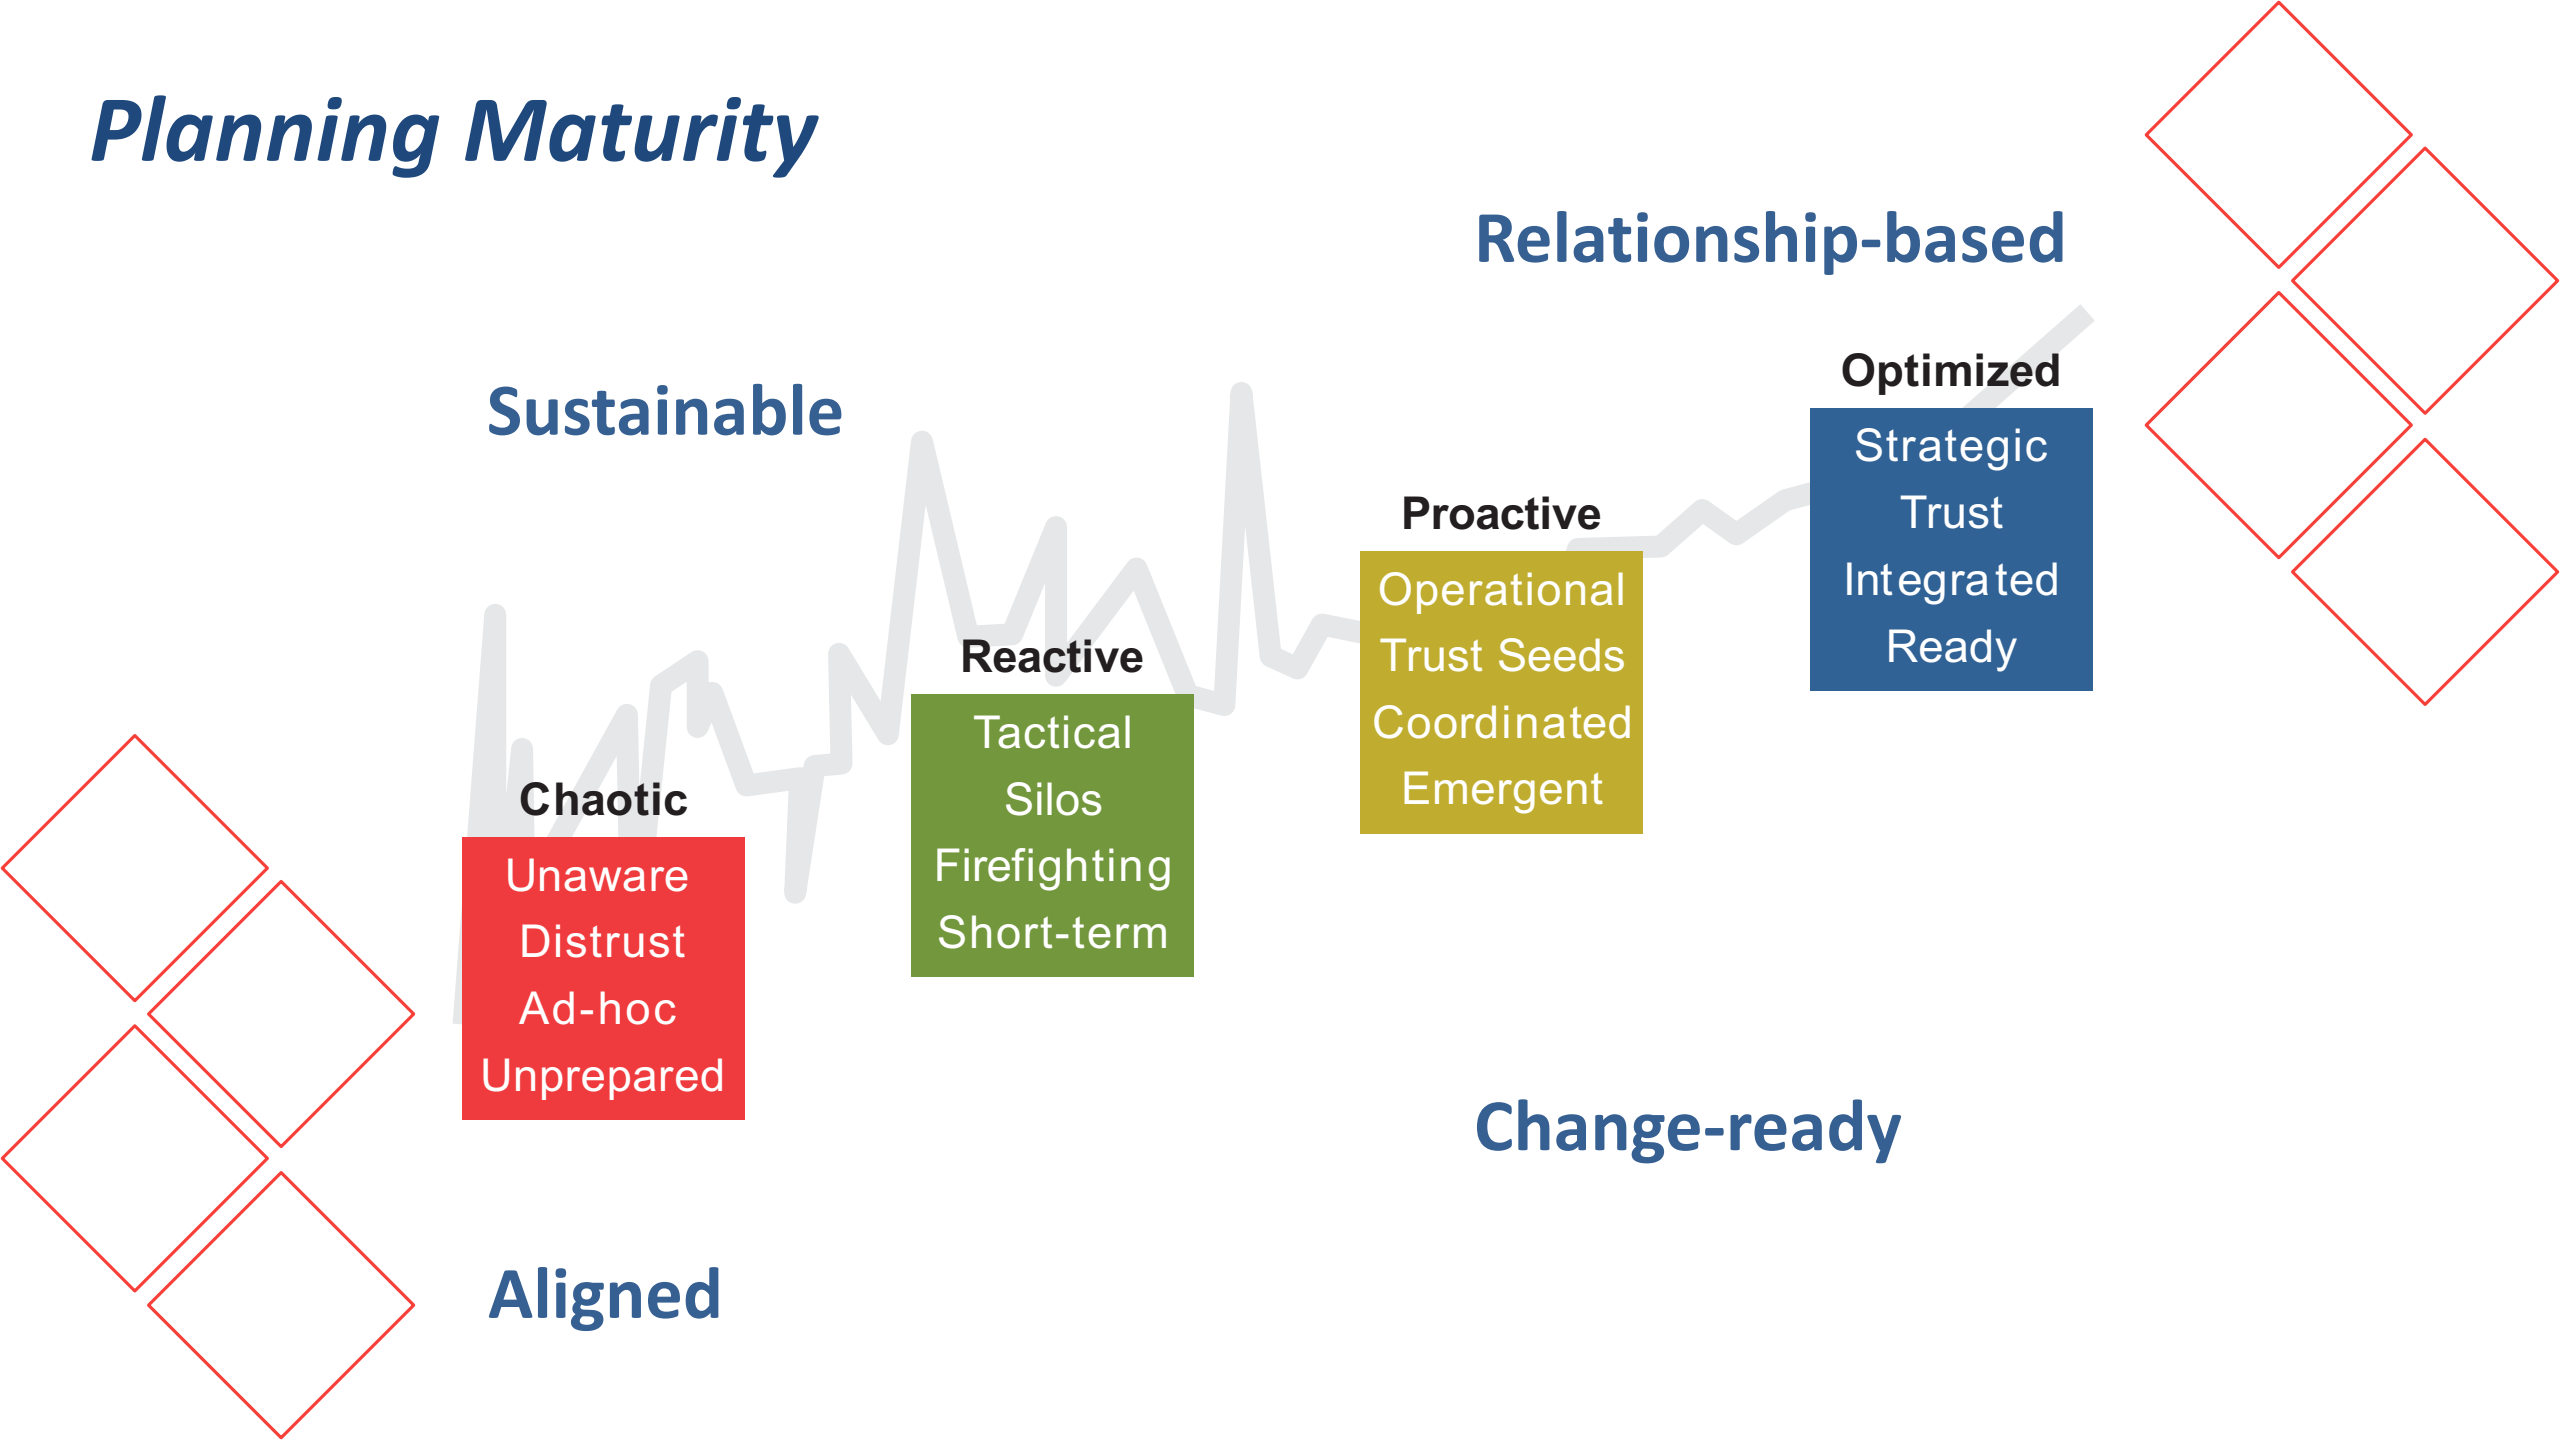 Planning Maturity
Relationship-based
Sustainable
Optimized
Strategic
Trust
Integrated
Ready
Proactive
Operational
Trust Seeds
Coordinated
Emergent
Reactive
Tactical
Silos
Firefighting
Short-term
Chaotic
Unaware
Distrust
Ad-hoc
Unprepared
Change-ready
Aligned